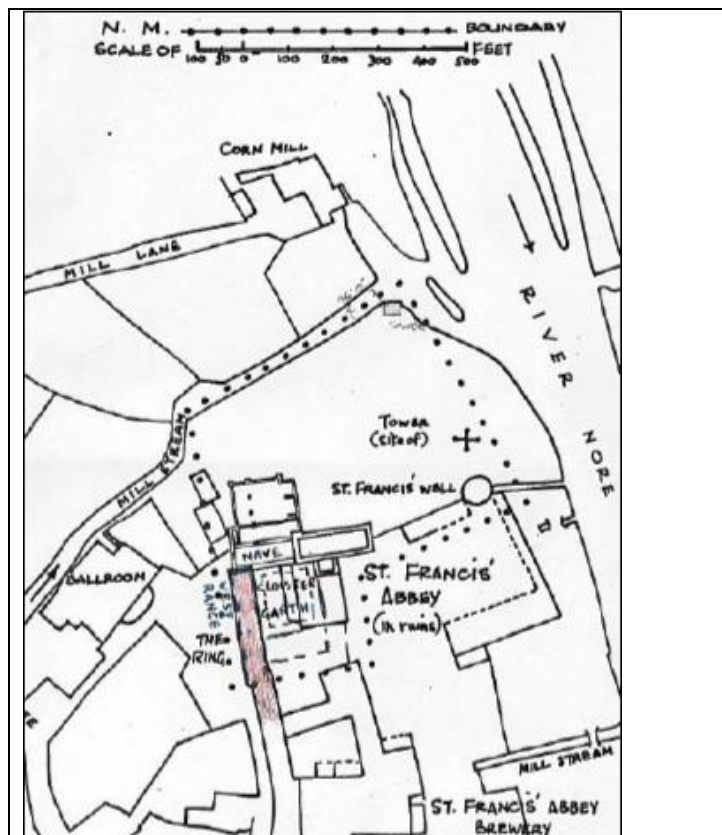 N. M. BOUNDARY
SCALE OF FEET
100 50 0 100 200 300 400 500
CORN MILL
MILL LANE
RIVER NORE
TOWER
(site of)
MILL STREAM
ST. FRANCIS' WELL
NAVE
BALLROOM
CLOISTER
GARTH
WEST
RANGE
ST. FRANCIS'
ABBEY
(in ruins)
THE
RING
MILL STREAM
ST. FRANCIS' ABBEY
BREWERY